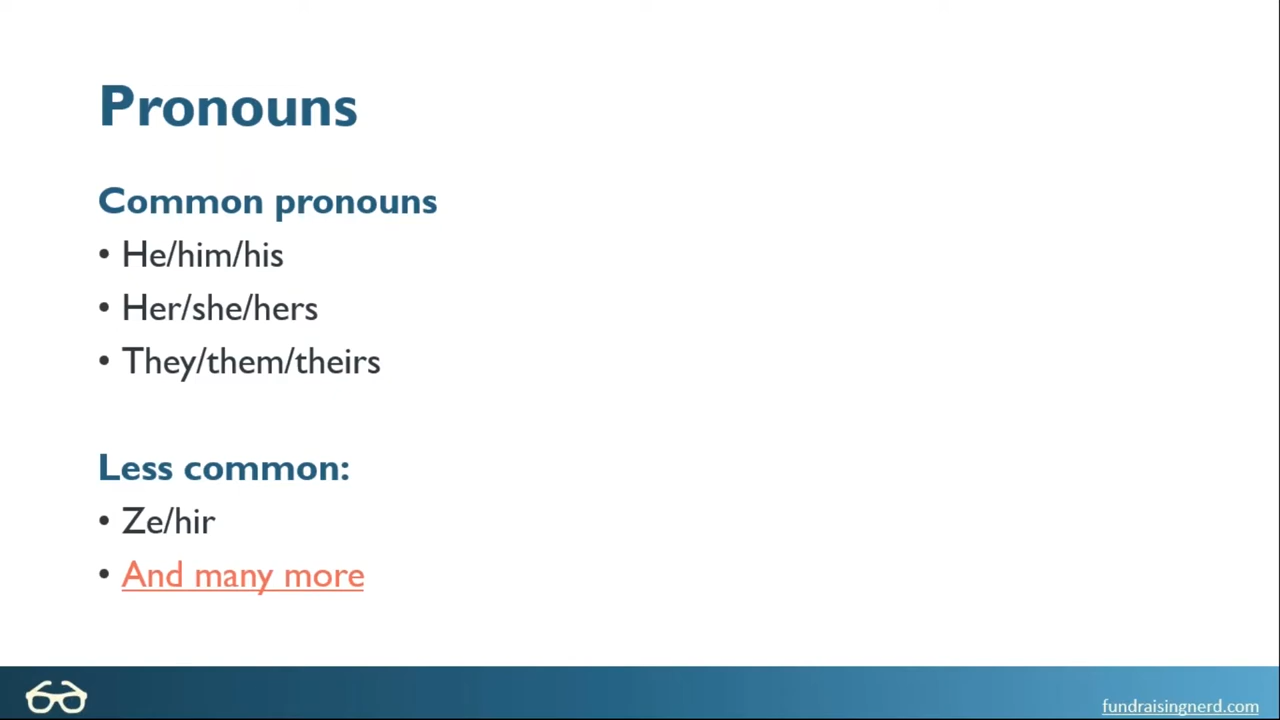 Pronouns
Common pronouns
• He/him/his
• Her/she/hers
• They/them/theirs
Less common:
• Ze/hir
• And many more
fundraisingnerd.com